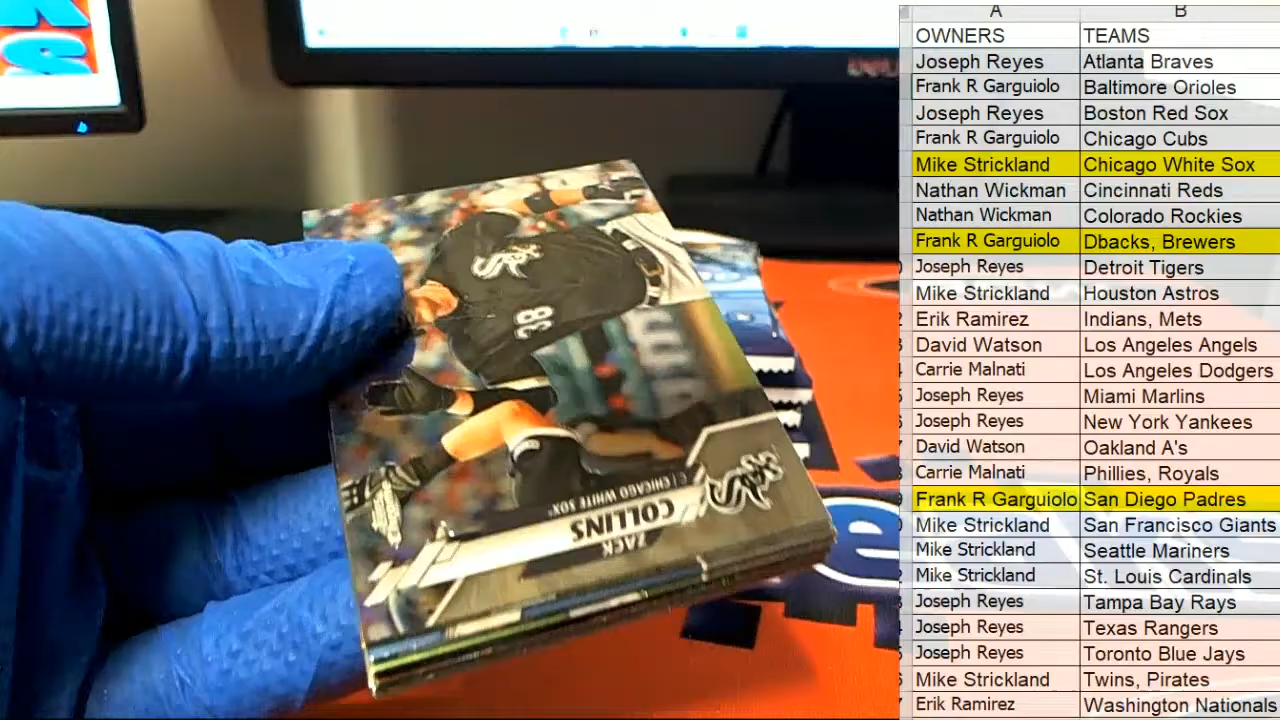 A B
OWNERS TEAMS
Joseph Reyes Atlanta Braves
Frank R Garguiolo Baltimore Orioles
Joseph Reyes Boston Red Sox
Frank R Garguiolo Chicago Cubs
Mike Strickland Chicago White Sox
Nathan Wickman Cincinnati Reds
Nathan Wickman Colorado Rockies
Frank R Garguiolo Dbacks, Brewers
Joseph Reyes Detroit Tigers
Mike Strickland Houston Astros
Erik Ramirez Indians, Mets
David Watson Los Angeles Angels
Carrie Malnati Los Angeles Dodgers
Joseph Reyes Miami Marlins
Joseph Reyes New York Yankees
David Watson Oakland A's
Carrie Malnati Phillies, Royals
Frank R Garguiolo San Diego Padres
Mike Strickland San Francisco Giants
Mike Strickland Seattle Mariners
Mike Strickland St. Louis Cardinals
Joseph Reyes Tampa Bay Rays
Joseph Reyes Texas Rangers
Joseph Reyes Toronto Blue Jays
Mike Strickland Twins, Pirates
Erik Ramirez Washington Nationals
Sox
38
Sox
ZACK
COLLINS
C | CHICAGO WHITE SOX